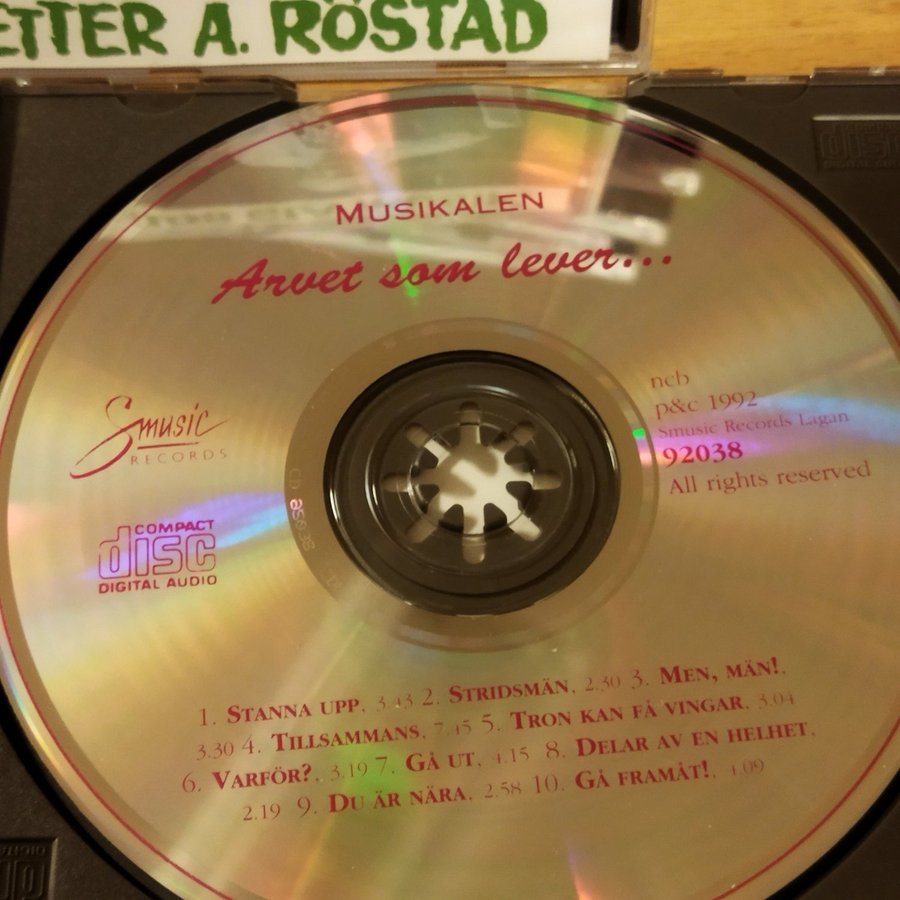 ETTER A. RÖSTAD
MUSIKALEN
Arvet som lever...
Smusic
RECORDS
ncb
p&c 1992
Smusic Records Lagan
92038
All rights reserved
COMPACT
disc
DIGITAL AUDIO
1. STANNA UPP, 3.43 2. STRIDSMÄN, 2.30 3. MEN, MÄN!,
3.30 4. TILLSAMMANS, 7.45 5. TRON KAN FÅ VINGAR, 3.04
6. VARFÖR?, 3.19 7. GÅ UT, 4.15 8. DELAR AV EN HELHET,
2.19 9. DU ÄR NÄRA, 2.58 10. GÅ FRAMÅT!, 4.09